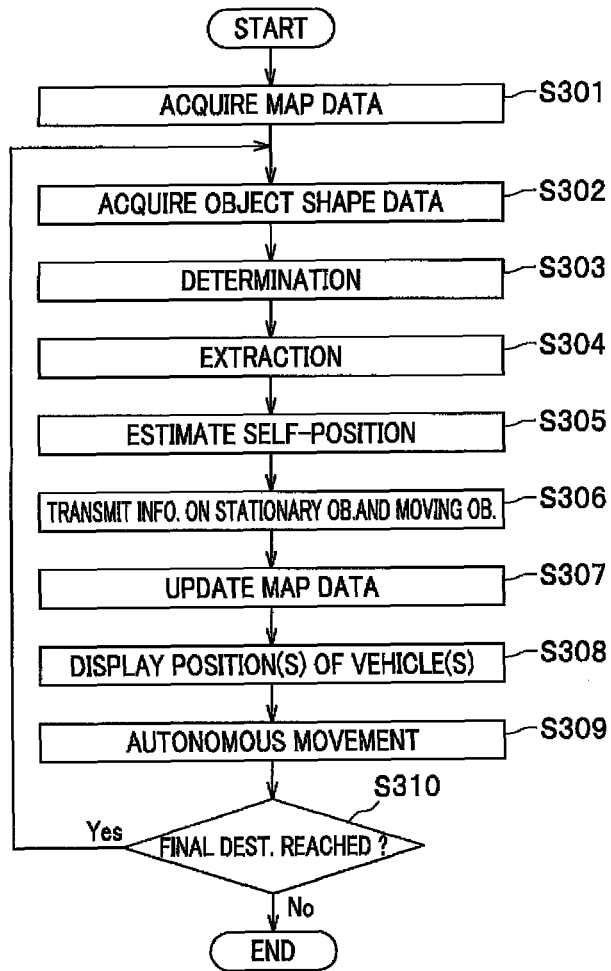 START
ACQUIRE MAP DATA
S301
ACQUIRE OBJECT SHAPE DATA
S302
DETERMINATION
S303
EXTRACTION
S304
ESTIMATE SELF-POSITION
S305
TRANSMIT INFO. ON STATIONARY OB.AND MOVING OB.
S306
UPDATE MAP DATA
S307
DISPLAY POSITION(S) OF VEHICLE(S)
S308
AUTONOMOUS MOVEMENT
S309
S310
Yes
FINAL DEST. REACHED ?
No
END